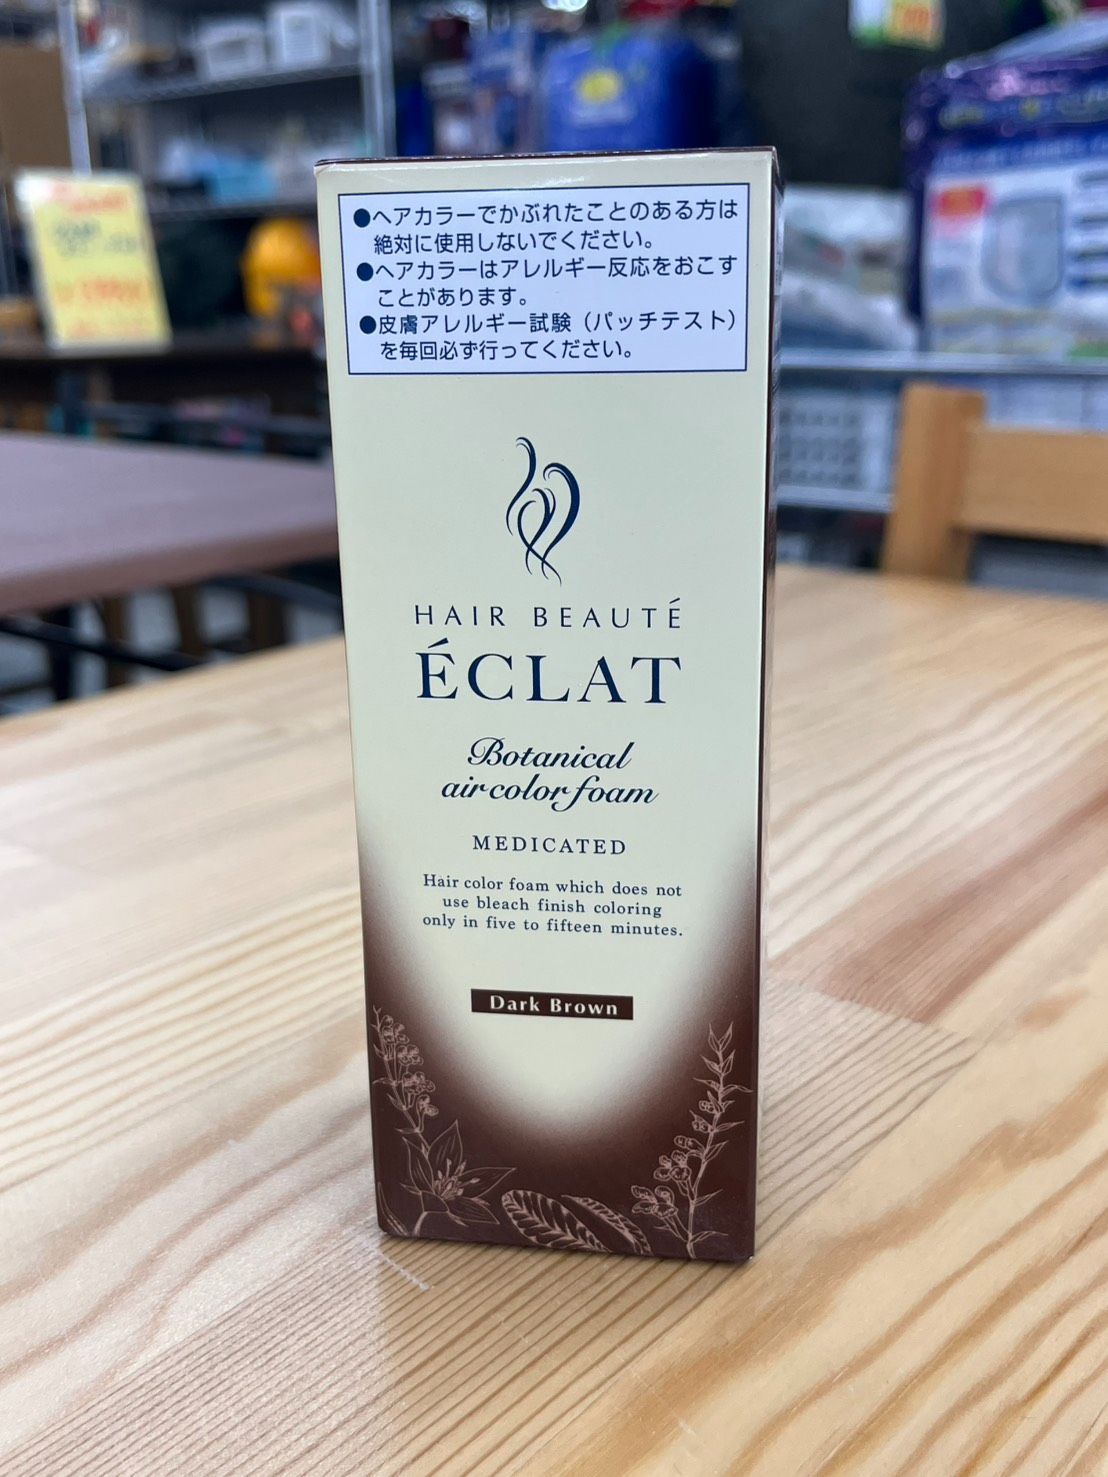 ●ヘアカラーでかぶれたことのある方は
絶対に使用しないでください。
●ヘアカラーはアレルギー反応をおこす
ことがあります。
●皮膚アレルギー試験（パッチテスト）
を毎回必ず行ってください。
HAIR BEAUTÉ
ÉCLAT
Botanical
air color foam
MEDICATED
Hair color foam which does not
use bleach finish coloring
only in five to fifteen minutes.
Dark Brown